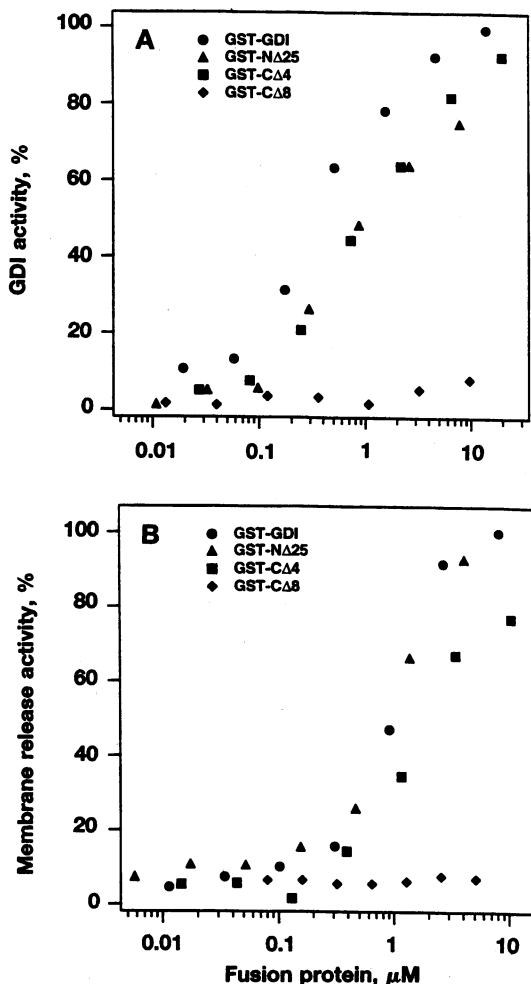 A
GST-GDI
GST-NΔ25
GST-CΔ4
GST-CΔ8
GDI activity, %
100
80
60
40
20
0
0.01 0.1 1 10
B
GST-GDI
GST-NΔ25
GST-CΔ4
GST-CΔ8
Membrane release activity, %
100
80
60
40
20
0
0.01 0.1 1 10
Fusion protein, μM